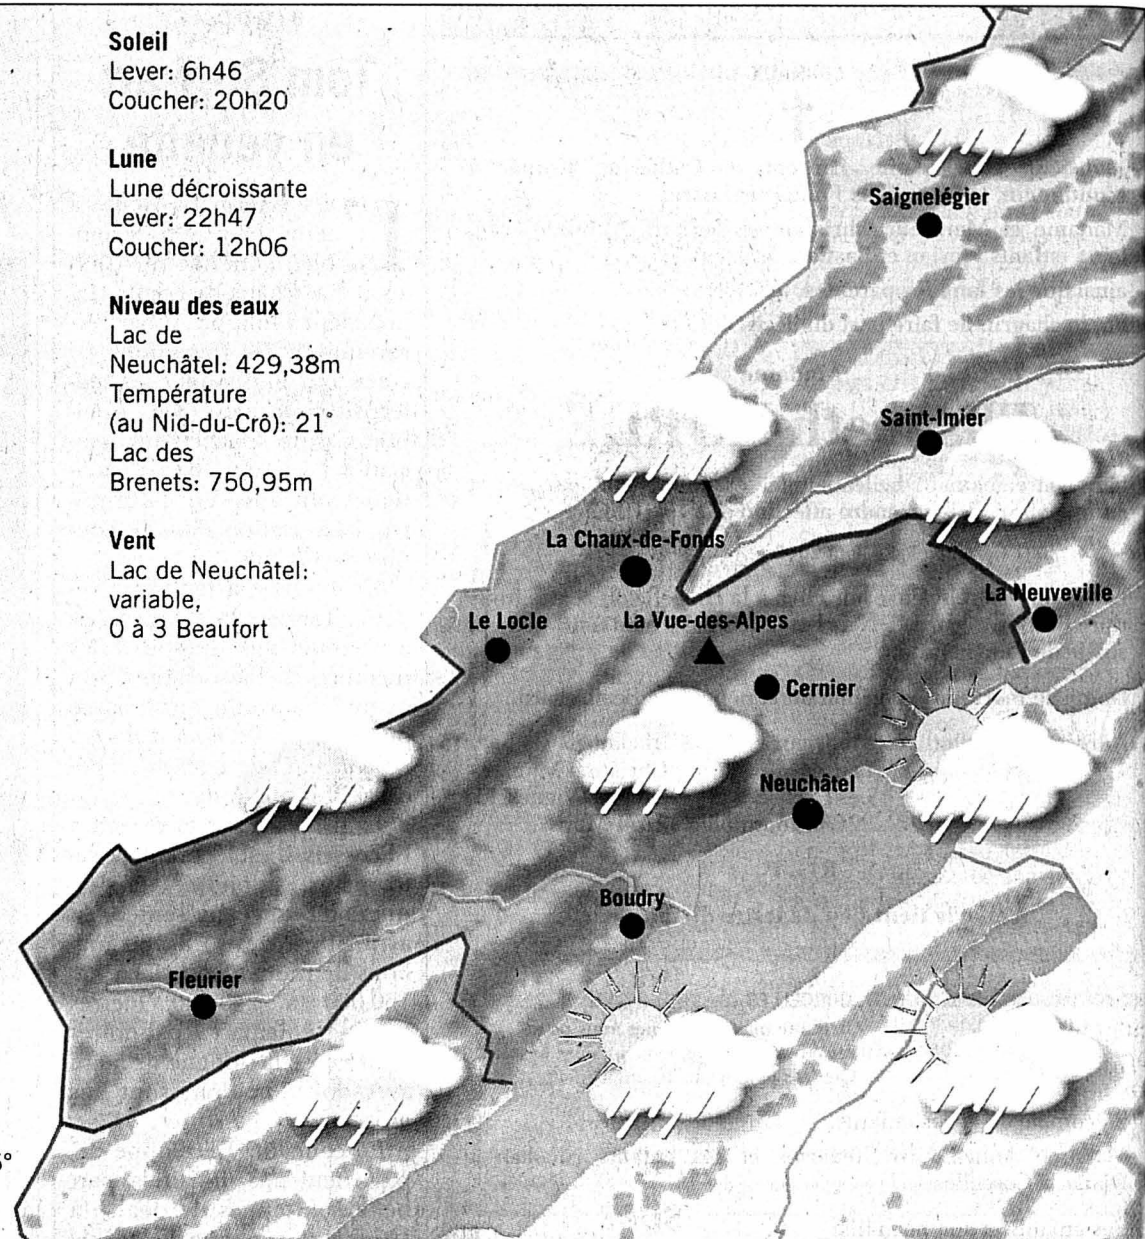 Soleil
Lever: 6h46
Coucher: 20h20
Lune
Lune décroissante
Lever: 22h47
Coucher: 12h06
Niveau des eaux
Lac de
Neuchâtel: 429,38m
Température
(au Nid-du-Crô): 21°
Lac des
Brenets: 750,95m
Vent
Lac de Neuchâtel:
variable,
0 à 3 Beaufort
Saignelégier
Saint-Imier
La Chaux-de-Fonds
La Neuveville
Le Locle
La Vue-des-Alpes
Cernier
Neuchâtel
Boudry
Fleurier